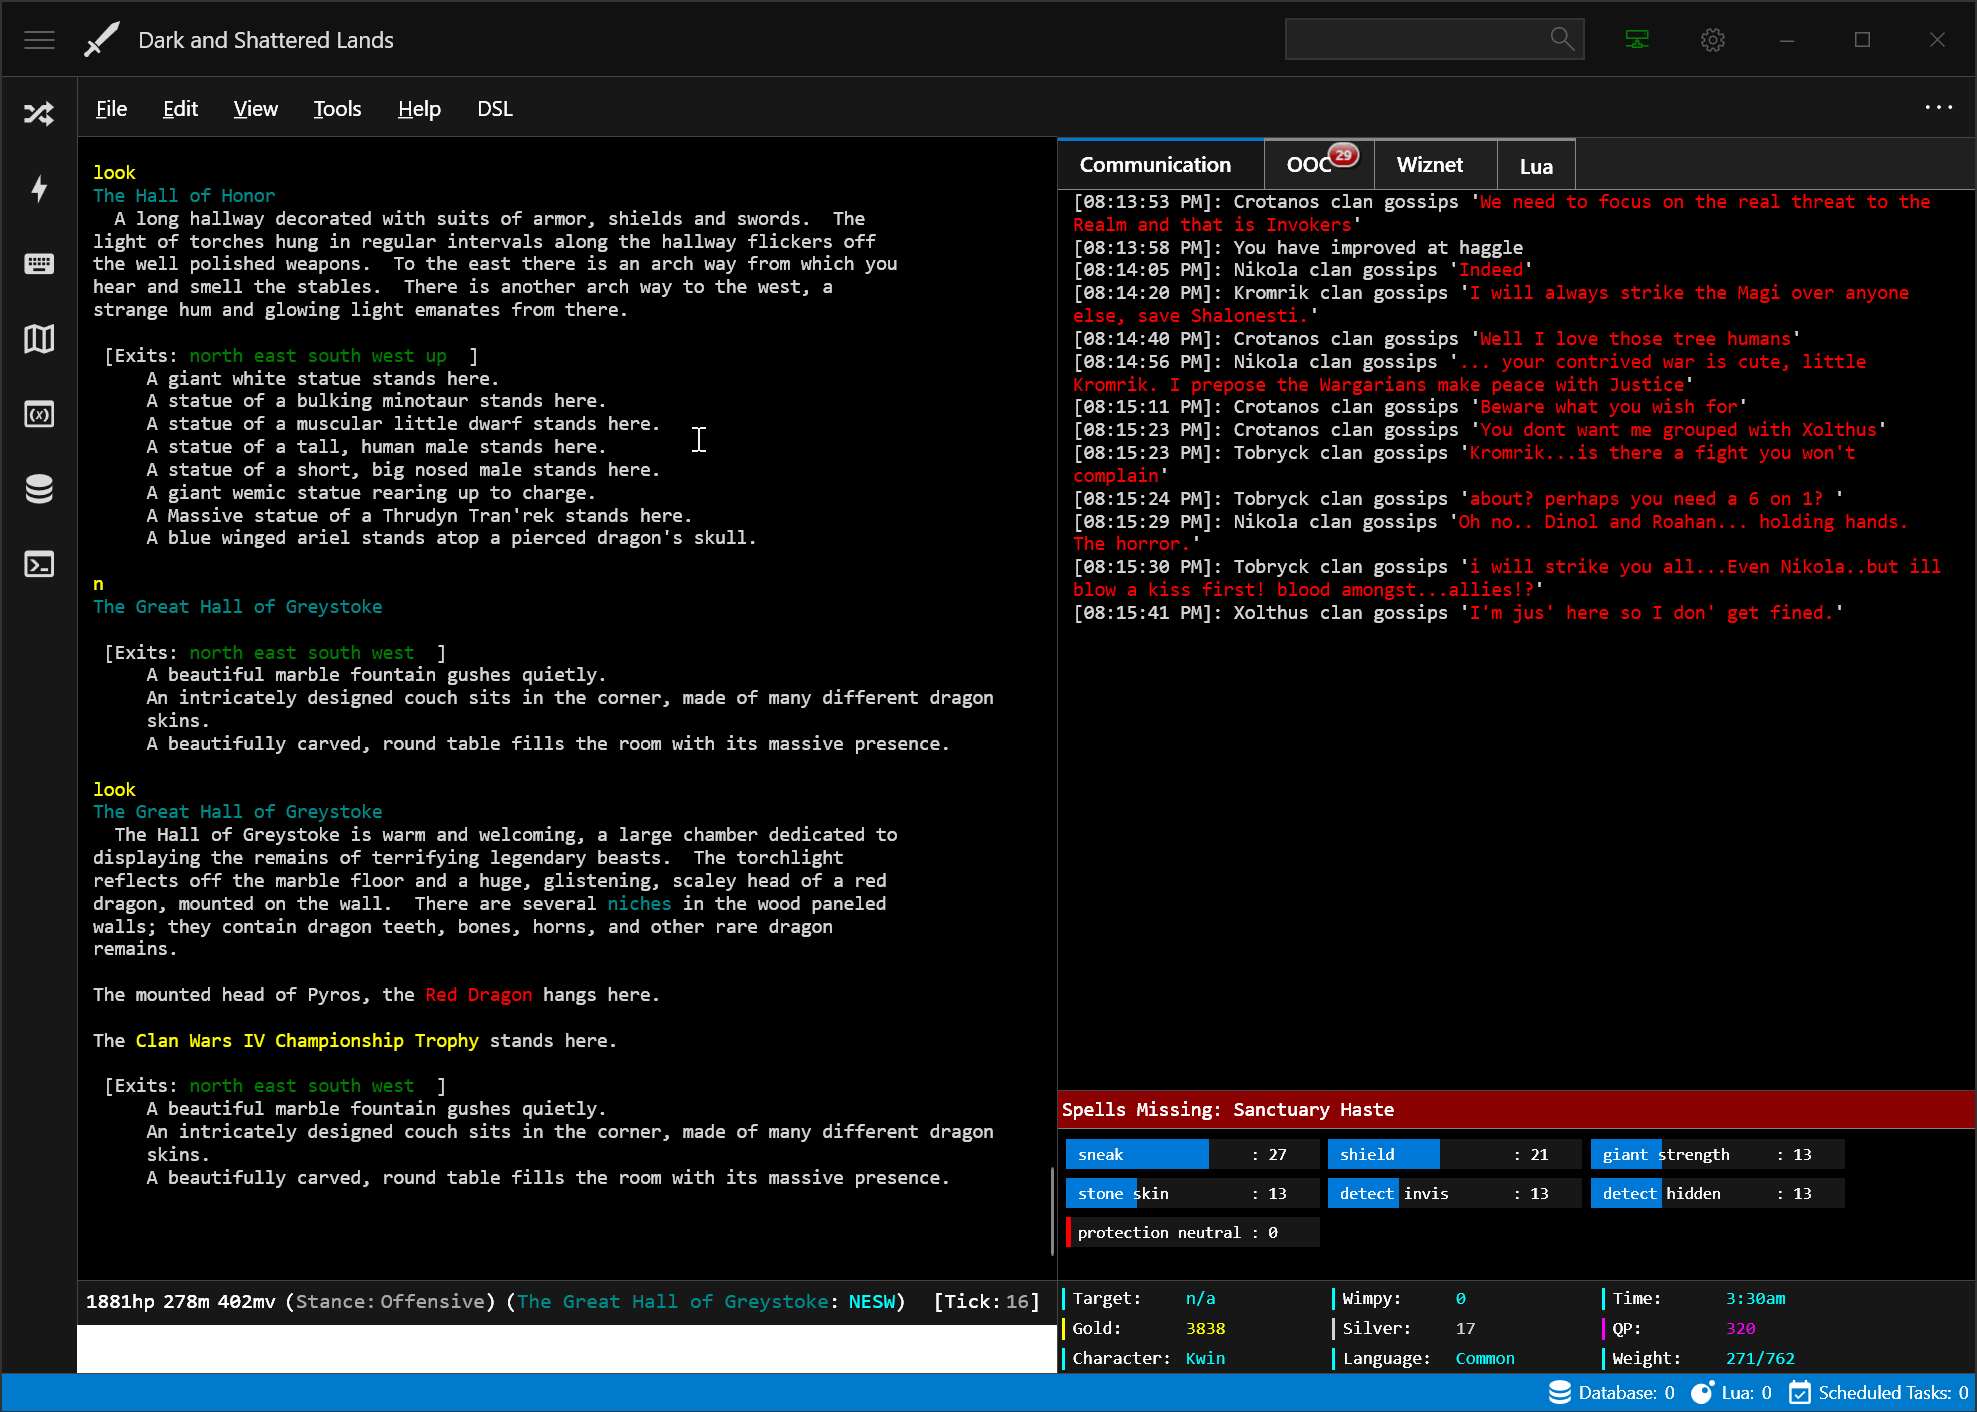 Dark and Shattered Lands
File Edit View Tools Help DSL ...
look
The Hall of Honor
A long hallway decorated with suits of armor, shields and swords. The
light of torches hung in regular intervals along the hallway flickers off
the well polished weapons. To the east there is an arch way from which you
hear and smell the stables. There is another arch way to the west, a
strange hum and glowing light emanates from there.
[Exits: north east south west up ]
A giant white statue stands here.
A statue of a bulking minotaur stands here.
A statue of a muscular little dwarf stands here.
A statue of a tall, human male stands here.
A statue of a short, big nosed male stands here.
A giant wemic statue rearing up to charge.
A Massive statue of a Thrudyn Tran'rek stands here.
A blue winged ariel stands atop a pierced dragon's skull.
n
The Great Hall of Greystoke
[Exits: north east south west ]
A beautiful marble fountain gushes quietly.
An intricately designed couch sits in the corner, made of many different dragon
skins.
A beautifully carved, round table fills the room with its massive presence.
look
The Great Hall of Greystoke
The Hall of Greystoke is warm and welcoming, a large chamber dedicated to
displaying the remains of terrifying legendary beasts. The torchlight
reflects off the marble floor and a huge, glistening, scaley head of a red
dragon, mounted on the wall. There are several niches in the wood paneled
walls; they contain dragon teeth, bones, horns, and other rare dragon
remains.
The mounted head of Pyros, the Red Dragon hangs here.
The Clan Wars IV Championship Trophy stands here.
[Exits: north east south west ]
A beautiful marble fountain gushes quietly.
An intricately designed couch sits in the corner, made of many different dragon
skins.
A beautifully carved, round table fills the room with its massive presence.
1881hp 278m 402mv (Stance: Offensive) (The Great Hall of Greystoke: NESW) [Tick: 16]
Communication OOC 29 Wiznet Lua
[08:13:53 PM]: Crotanos clan gossips 'We need to focus on the real threat to the
Realm and that is Invokers'
[08:13:58 PM]: You have improved at haggle
[08:14:05 PM]: Nikola clan gossips 'Indeed'
[08:14:20 PM]: Kromrik clan gossips 'I will always strike the Magi over anyone
else, save Shalonesti.'
[08:14:40 PM]: Crotanos clan gossips 'Well I love those tree humans'
[08:14:56 PM]: Nikola clan gossips '... your contrived war is cute, little
Kromrik. I prepose the Wargarians make peace with Justice'
[08:15:11 PM]: Crotanos clan gossips 'Beware what you wish for'
[08:15:23 PM]: Crotanos clan gossips 'You dont want me grouped with Xolthus'
[08:15:23 PM]: Tobryck clan gossips 'Kromrik...is there a fight you won't
complain'
[08:15:24 PM]: Tobryck clan gossips 'about? perhaps you need a 6 on 1? '
[08:15:29 PM]: Nikola clan gossips 'Oh no.. Dinol and Roahan... holding hands.
The horror.'
[08:15:30 PM]: Tobryck clan gossips 'i will strike you all...Even Nikola..but ill
blow a kiss first! blood amongst...allies!?'
[08:15:41 PM]: Xolthus clan gossips 'I'm jus' here so I don' get fined.'
Spells Missing: Sanctuary Haste
sneak : 27 shield : 21 giant strength : 13
stone skin : 13 detect invis : 13 detect hidden : 13
protection neutral : 0
Target: n/a Wimpy: 0 Time: 3:30am
Gold: 3838 Silver: 17 QP: 320
Character: Kwin Language: Common Weight: 271/762
Database: 0 Lua: 0 Scheduled Tasks: 0